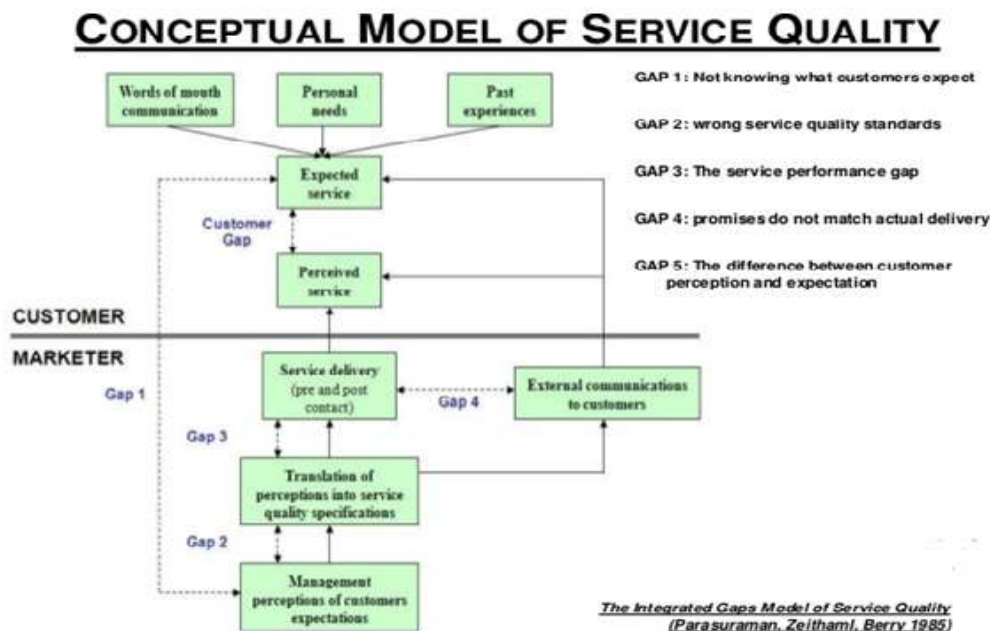 CONCEPTUAL MODEL OF SERVICE QUALITY
Words of mouth
communication
Personal
needs
Past
experiences
GAP 1: Not knowing what customers expect
GAP 2: wrong service quality standards
GAP 3: The service performance gap
GAP 4: promises do not match actual delivery
GAP 5: The difference between customer
perception and expectation
Expected
service
Customer
Gap
Perceived
service
CUSTOMER
MARKETER
Gap 1
Service delivery
(pre and post
contact)
Gap 4
External communications
to customers
Gap 3
Translation of
perceptions into service
quality specifications
Gap 2
Management
perceptions of customers
expectations
The Integrated Gaps Model of Service Quality
(Parasuraman, Zeithaml, Berry 1985)